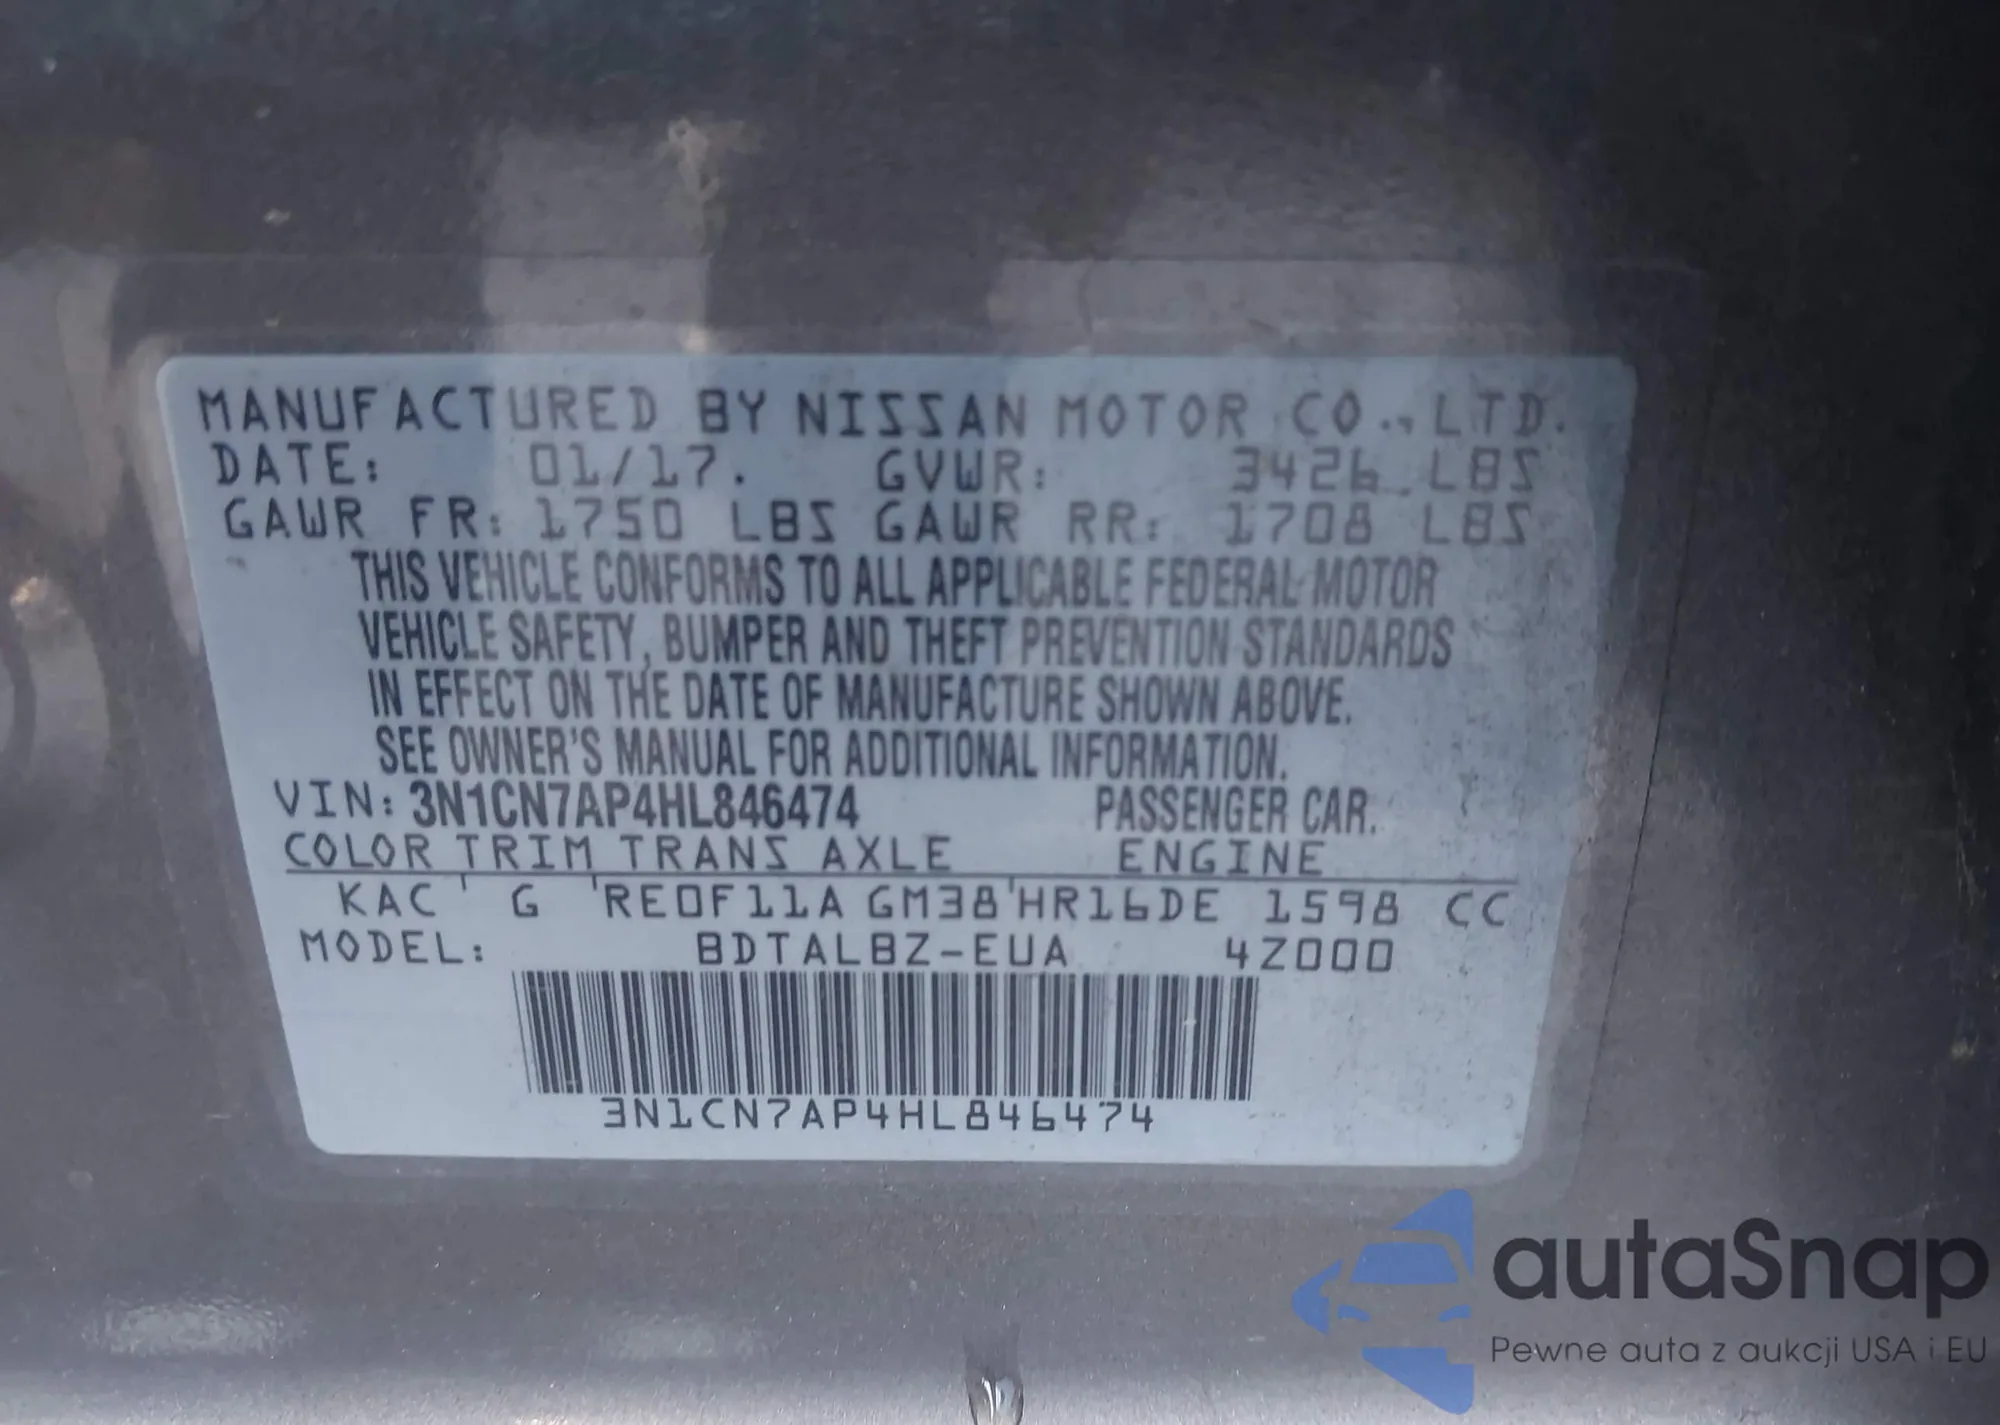 MANUFACTURED BY NISSAN MOTOR CO., LTD.
DATE: 01/17. GVWR: 3426 LBS
GAWR FR: 1750 LBS GAWR RR: 1708 LBS
THIS VEHICLE CONFORMS TO ALL APPLICABLE FEDERAL MOTOR
VEHICLE SAFETY, BUMPER AND THEFT PREVENTION STANDARDS
IN EFFECT ON THE DATE OF MANUFACTURE SHOWN ABOVE.
SEE OWNER'S MANUAL FOR ADDITIONAL INFORMATION.
VIN: 3N1CN7AP4HL846474 PASSENGER CAR.
COLOR TRIM TRANS AXLE ENGINE
KAC G RE0F11A GM38 HR16DE 1598 CC
MODEL: BDTALBZ-EUA 4Z000
3N1CN7AP4HL846474
autaSnap
Pewne auta z aukcji USA i EU